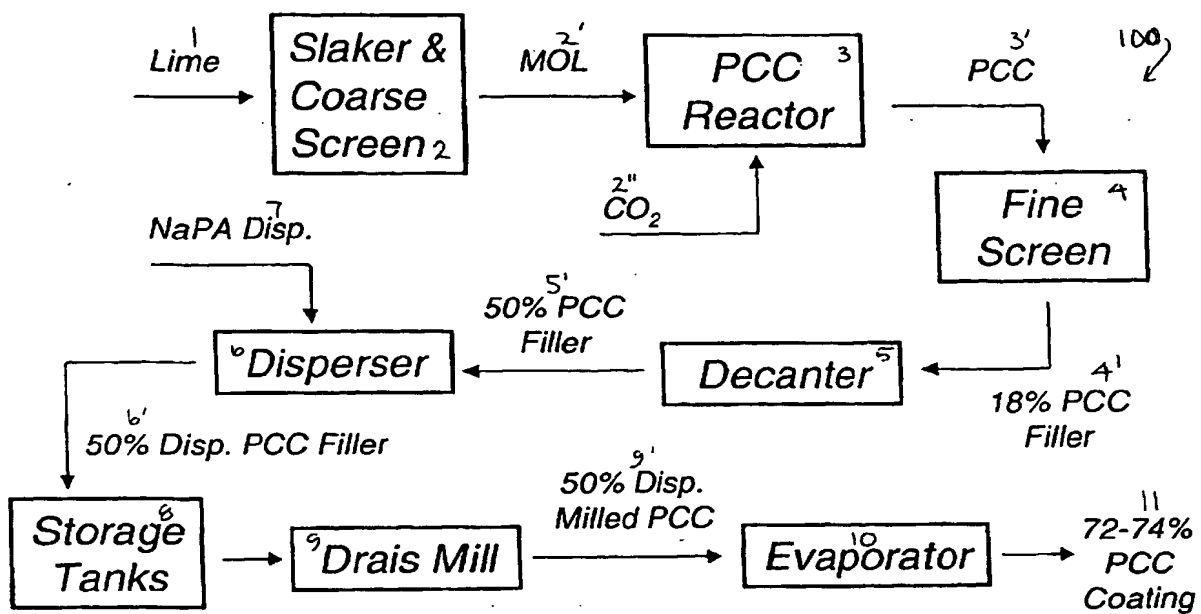 1
Lime
Slaker &
Coarse
Screen 2
2'
MOL
PCC 3
Reactor
3'
PCC
100
2"
CO2
Fine 4
Screen
7
NaPA Disp.
6 Disperser
5'
50% PCC
Filler
Decanter 5
4'
18% PCC
Filler
6'
50% Disp. PCC Filler
8
Storage
Tanks
9 Drais Mill
9'
50% Disp.
Milled PCC
10
Evaporator
11
72-74%
PCC
Coating